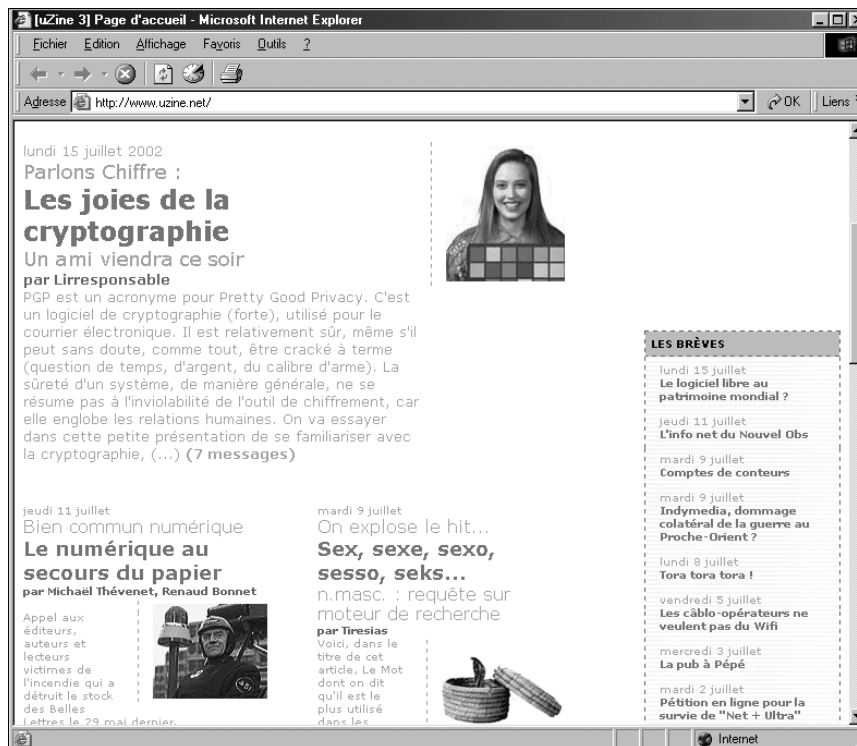 [uZine 3] Page d'accueil - Microsoft Internet Explorer
Fichier Edition Affichage Favoris Outils ?
Adresse http://www.uzine.net/ OK Liens
lundi 15 juillet 2002
Parlons Chiffre :
Les joies de la
cryptographie
Un ami viendra ce soir
par Lirresponsable
PGP est un acronyme pour Pretty Good Privacy. C'est
un logiciel de cryptographie (forte), utilisé pour le
courrier électronique. Il est relativement sûr, même s'il
peut sans doute, comme tout, être cracké à terme
(question de temps, d'argent, du calibre d'arme). La
sûreté d'un système, de manière générale, ne se
résume pas à l'inviolabilité de l'outil de chiffrement, car
elle englobe les relations humaines. On va essayer
dans cette petite présentation de se familiariser avec
la cryptographie, (...) (7 messages)
jeudi 11 juillet
Bien commun numérique
Le numérique au
secours du papier
par Michaël Thévenet, Renaud Bonnet
Appel aux
éditeurs,
auteurs et
lecteurs
victimes de
l'incendie qui a
détruit le stock
des Belles
Lettres le 29 mai dernier.
451
mardi 9 juillet
On explose le hit...
Sex, sexe, sexo,
sesso, seks...
n.masc. : requête sur
moteur de recherche
par Tiresias
Voici, dans le
titre de cet
article, Le Mot
dont on dit
qu'il est le
plus utilisé
dans les
LES BRÈVES
lundi 15 juillet
Le logiciel libre au
patrimoine mondial ?
jeudi 11 juillet
L'info net du Nouvel Obs
mardi 9 juillet
Comptes de conteurs
mardi 9 juillet
Indymedia, dommage
colatéral de la guerre au
Proche-Orient ?
lundi 8 juillet
Tora tora tora !
vendredi 5 juillet
Les câblo-opérateurs ne
veulent pas du Wifi
mercredi 3 juillet
La pub à Pépé
mardi 2 juillet
Pétition en ligne pour la
survie de "Net + Ultra"
Internet